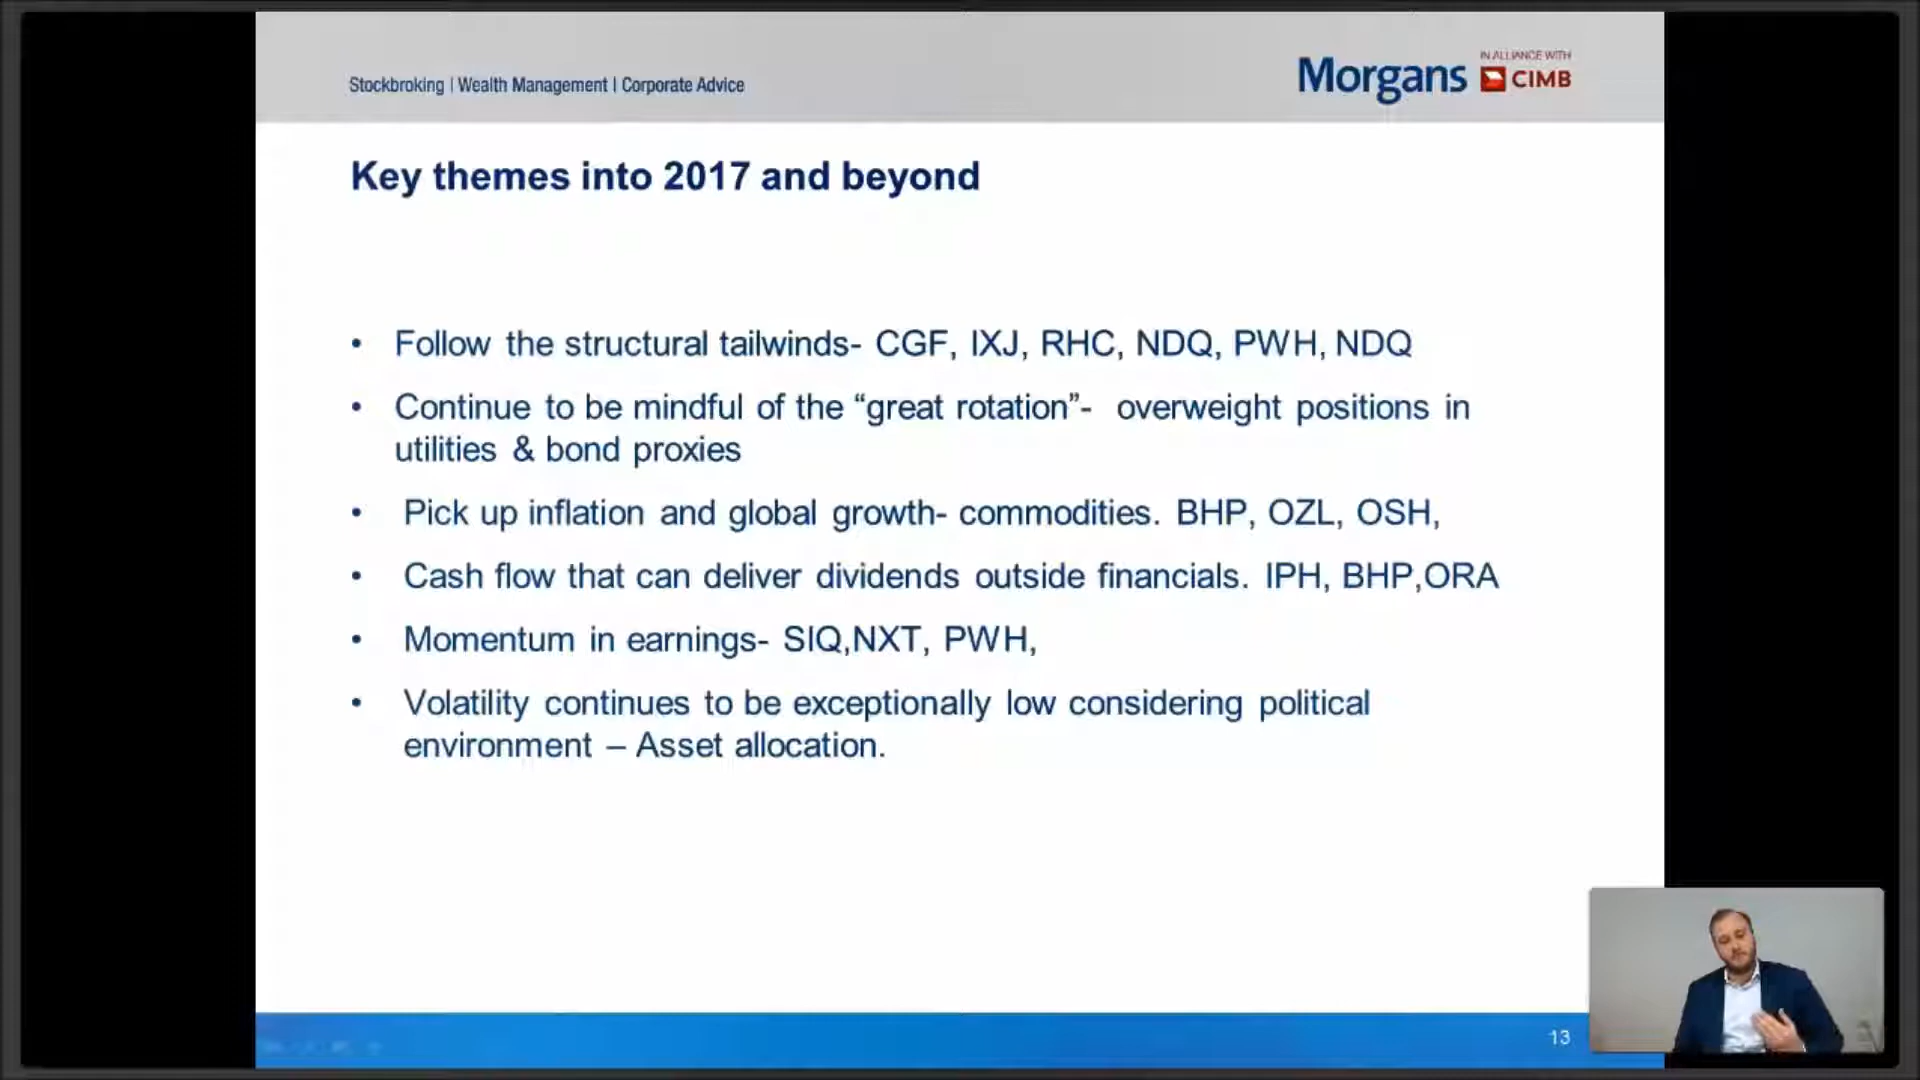 Stockbroking | Wealth Management | Corporate Advice
Morgans
IN ALLIANCE WITH
CIMB
Key themes into 2017 and beyond
• Follow the structural tailwinds- CGF, IXJ, RHC, NDQ, PWH, NDQ
• Continue to be mindful of the “great rotation”- overweight positions in
utilities & bond proxies
• Pick up inflation and global growth- commodities. BHP, OZL, OSH,
• Cash flow that can deliver dividends outside financials. IPH, BHP,ORA
• Momentum in earnings- SIQ,NXT, PWH,
• Volatility continues to be exceptionally low considering political
environment – Asset allocation.
13